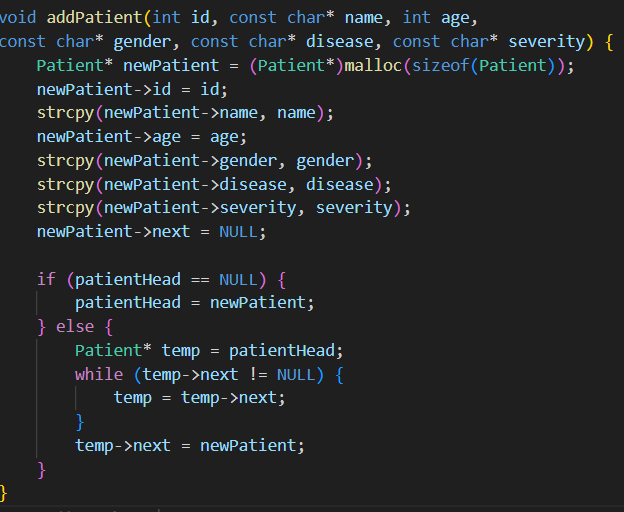 void addPatient(int id, const char* name, int age,
const char* gender, const char* disease, const char* severity) {
    Patient* newPatient = (Patient*)malloc(sizeof(Patient));
    newPatient->id = id;
    strcpy(newPatient->name, name);
    newPatient->age = age;
    strcpy(newPatient->gender, gender);
    strcpy(newPatient->disease, disease);
    strcpy(newPatient->severity, severity);
    newPatient->next = NULL;

    if (patientHead == NULL) {
        patientHead = newPatient;
    } else {
        Patient* temp = patientHead;
        while (temp->next != NULL) {
            temp = temp->next;
        }
        temp->next = newPatient;
    }
}